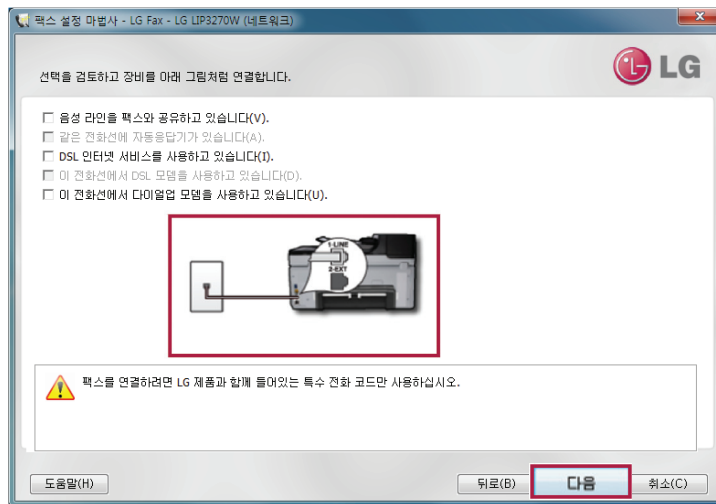 팩스 설정 마법사 - LG Fax - LG LIP3270W (네트워크)
LG
선택을 검토하고 장비를 아래 그림처럼 연결합니다.
음성 라인을 팩스와 공유하고 있습니다(V).
같은 전화선에 자동응답기가 있습니다(A).
DSL 인터넷 서비스를 사용하고 있습니다(I).
이 전화선에서 DSL 모뎀을 사용하고 있습니다(D).
이 전화선에서 다이얼업 모뎀을 사용하고 있습니다(U).
1-LINE
2-EXT
팩스를 연결하려면 LG 제품과 함께 들어있는 특수 전화 코드만 사용하십시오.
도움말(H) 뒤로(B) 다음 취소(C)